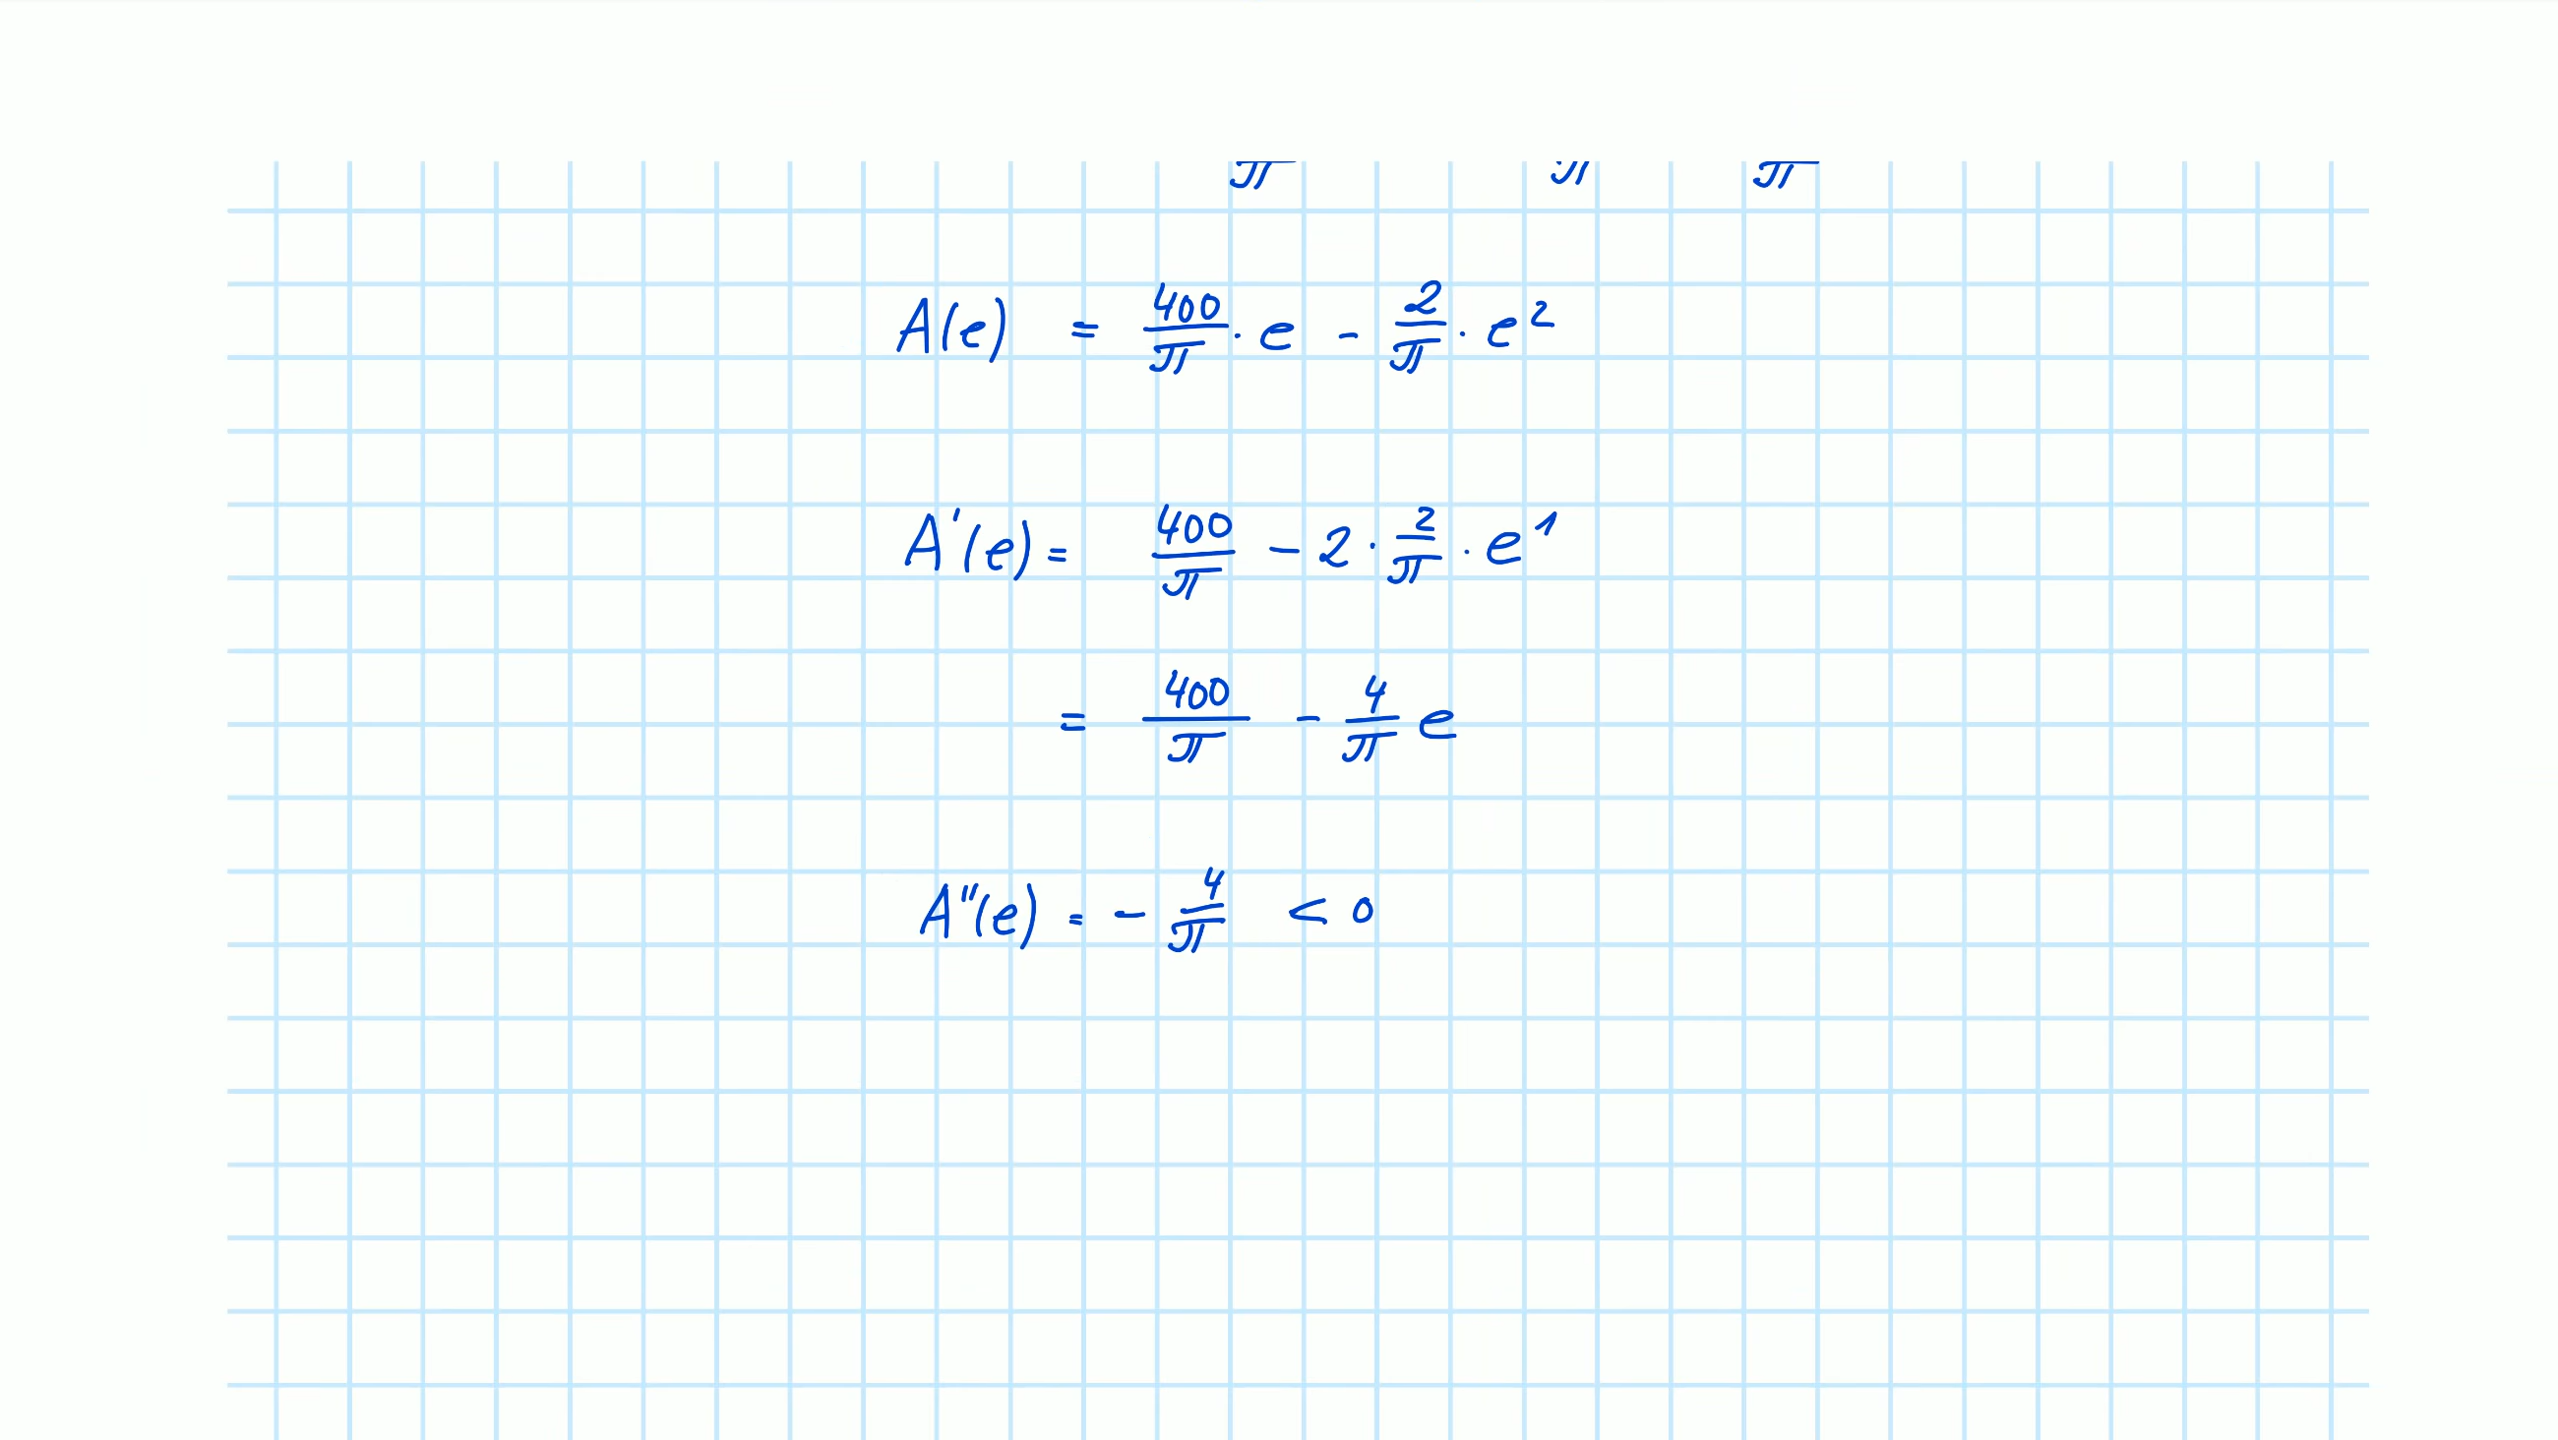 π π π
A(e) = 400/π · e - 2/π · e²
A'(e) = 400/π - 2 · 2/π · e¹
= 400/π - 4/π e
A''(e) = - 4/π < 0